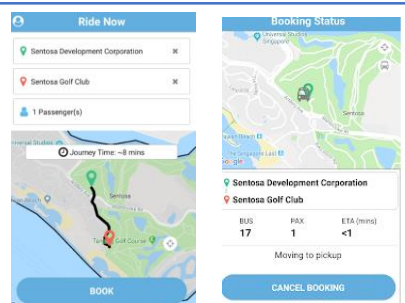 Ride Now
Sentosa Development Corporation ×
Sentosa Golf Club ×
1 Passenger(s)
Journey Time: ~8 mins
Sentosa
Golf Course
BOOK
Booking Status
Universal Studios
Singapore
Sentosa
Sentosa Development Corporation
Sentosa Golf Club
BUS PAX ETA (mins)
17 1 <1
Moving to pickup
CANCEL BOOKING